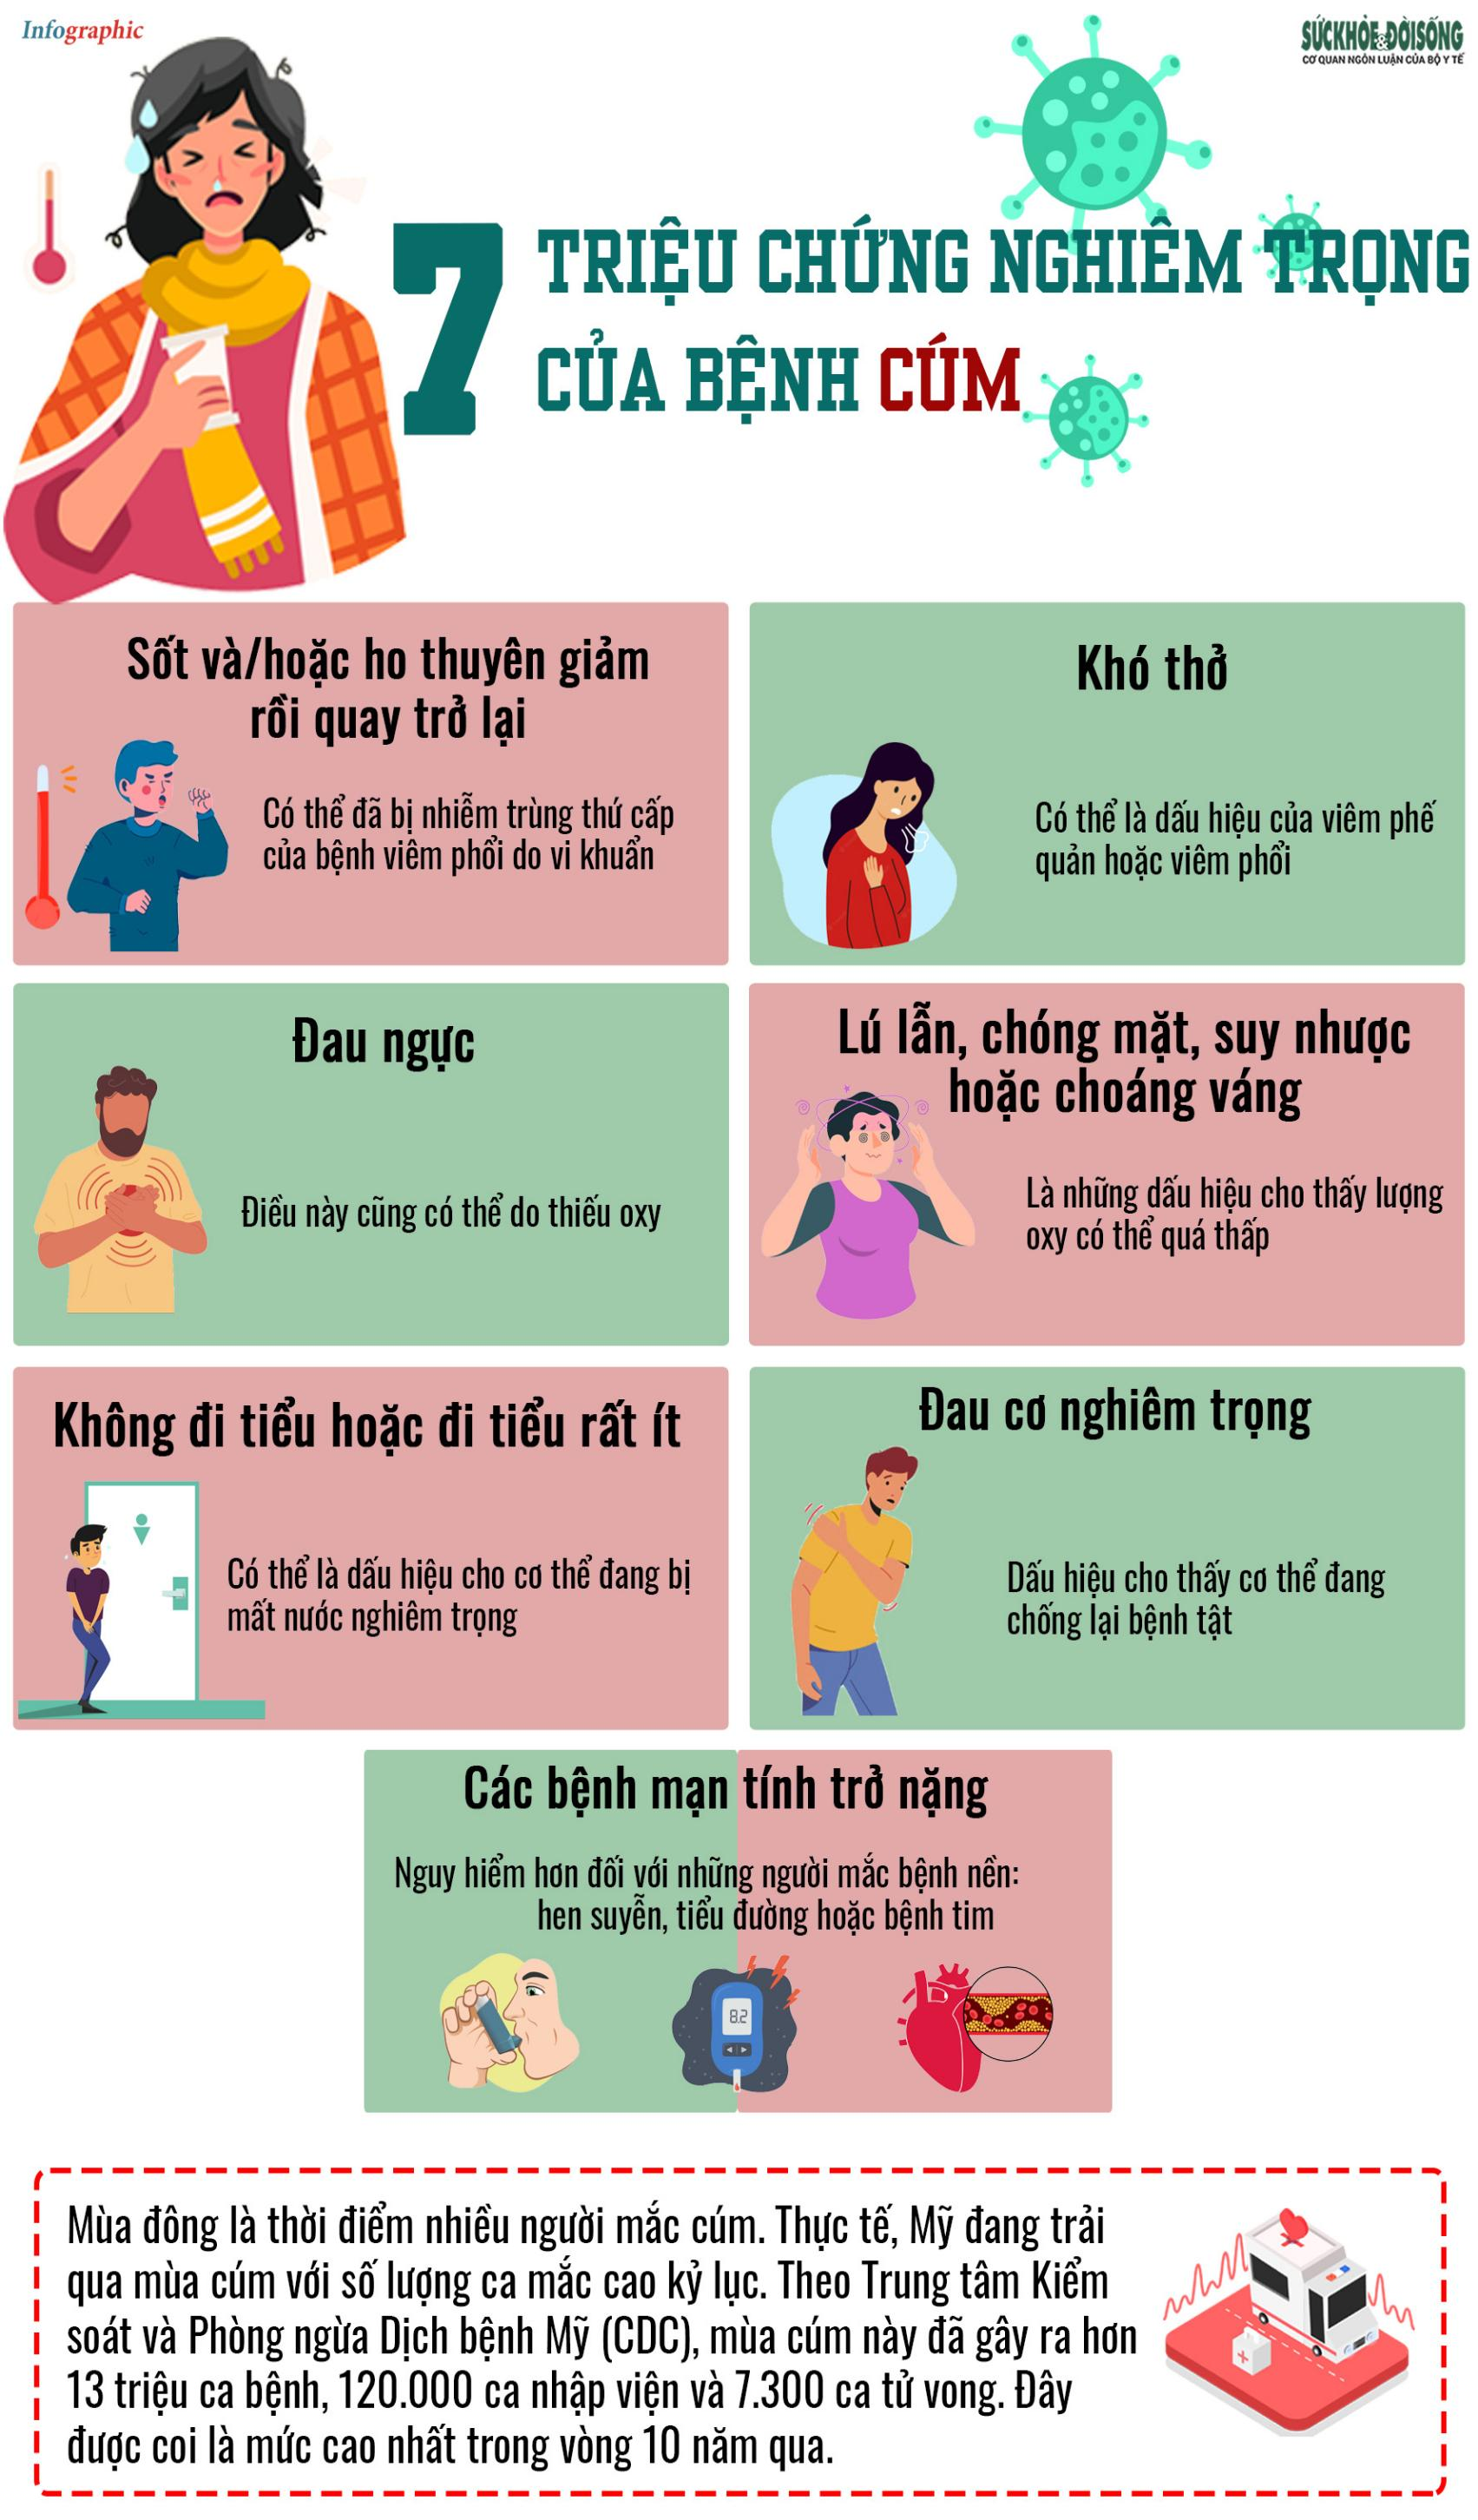 Infographic
SỨCKHỎE&ĐỜISỐNG
CƠ QUAN NGÔN LUẬN CỦA BỘ Y TẾ
7
TRIỆU CHỨNG NGHIÊM TRỌNG
CỦA BỆNH CÚM
Sốt và/hoặc ho thuyên giảm
rồi quay trở lại
Có thể đã bị nhiễm trùng thứ cấp
của bệnh viêm phổi do vi khuẩn
Khó thở
Có thể là dấu hiệu của viêm phế
quản hoặc viêm phổi
Đau ngực
Điều này cũng có thể do thiếu oxy
Lú lẫn, chóng mặt, suy nhược
hoặc choáng váng
Là những dấu hiệu cho thấy lượng
oxy có thể quá thấp
Không đi tiểu hoặc đi tiểu rất ít
Có thể là dấu hiệu cho cơ thể đang bị
mất nước nghiêm trọng
Đau cơ nghiêm trọng
Dấu hiệu cho thấy cơ thể đang
chống lại bệnh tật
Các bệnh mạn tính trở nặng
Nguy hiểm hơn đối với những người mắc bệnh nền:
hen suyễn, tiểu đường hoặc bệnh tim
8.2
Mùa đông là thời điểm nhiều người mắc cúm. Thực tế, Mỹ đang trải
qua mùa cúm với số lượng ca mắc cao kỷ lục. Theo Trung tâm Kiểm
soát và Phòng ngừa Dịch bệnh Mỹ (CDC), mùa cúm này đã gây ra hơn
13 triệu ca bệnh, 120.000 ca nhập viện và 7.300 ca tử vong. Đây
được coi là mức cao nhất trong vòng 10 năm qua.